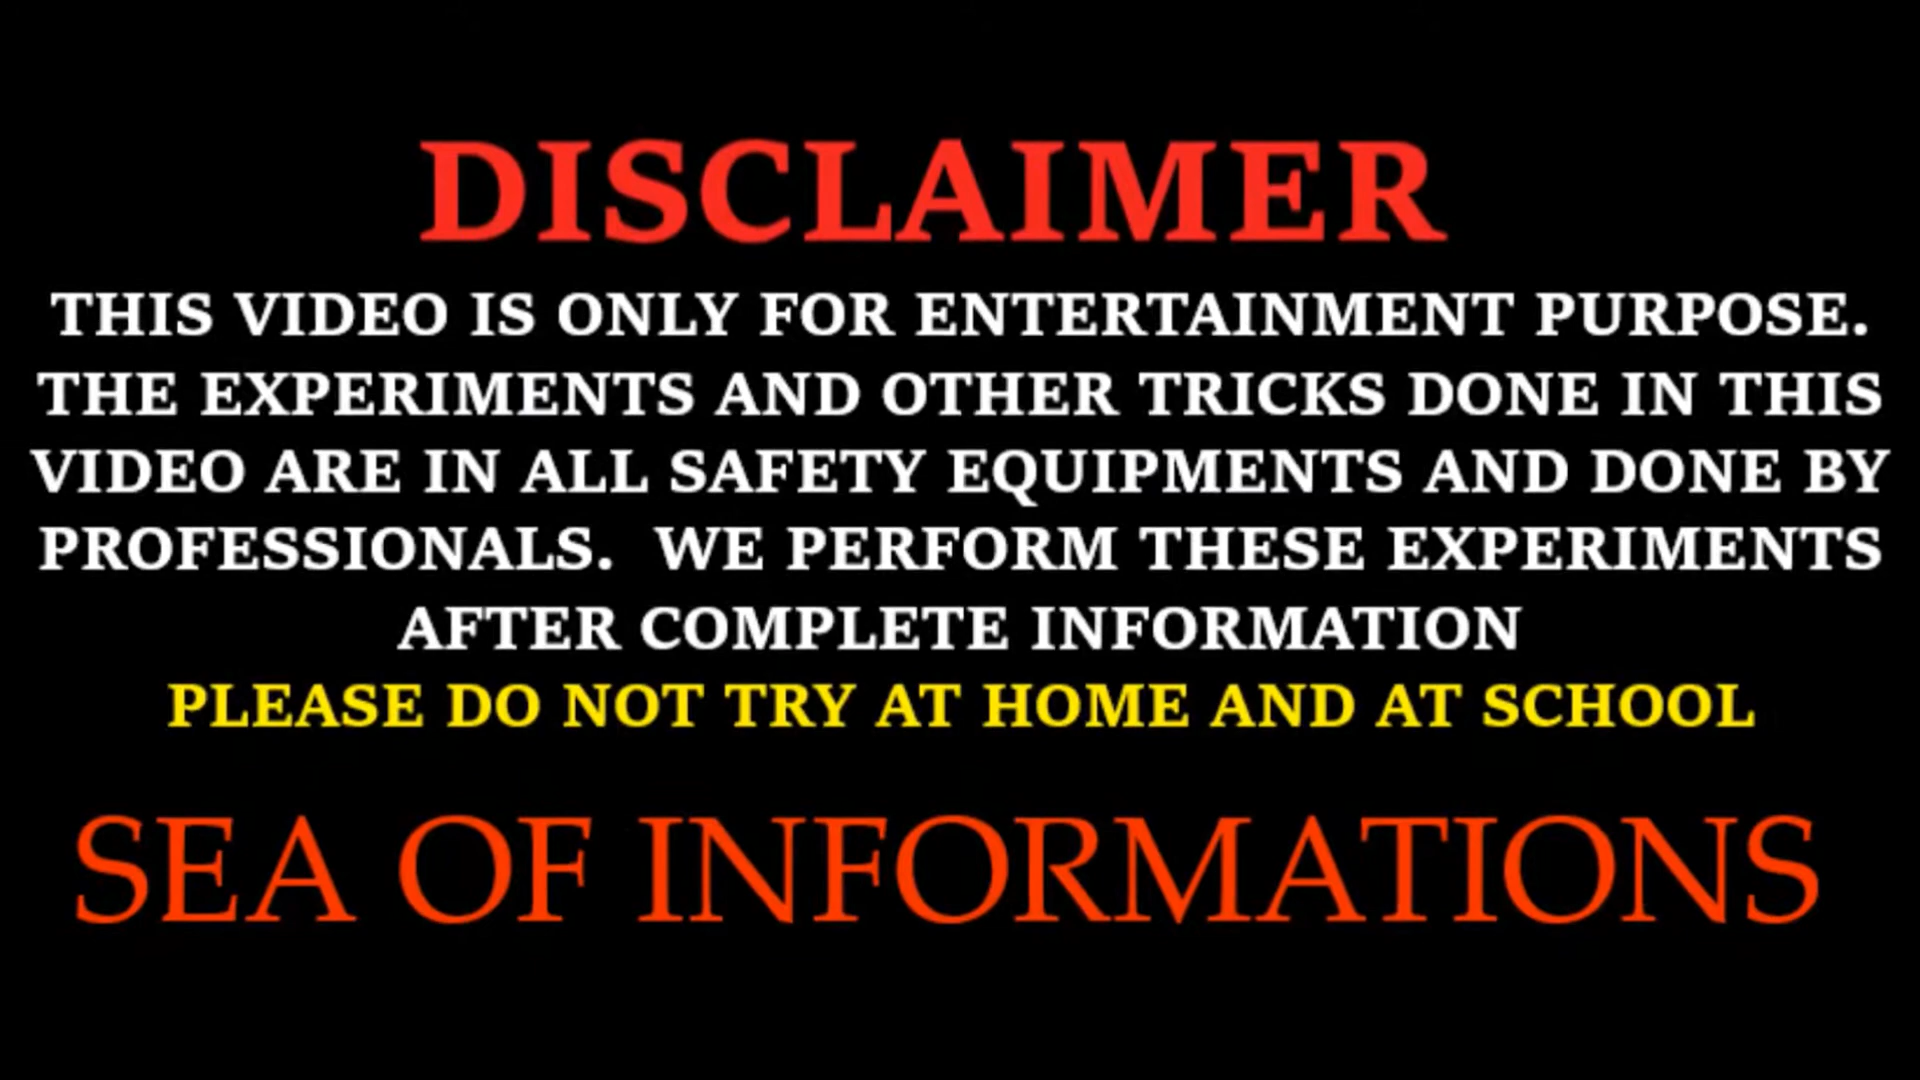 DISCLAIMER
THIS VIDEO IS ONLY FOR ENTERTAINMENT PURPOSE.
THE EXPERIMENTS AND OTHER TRICKS DONE IN THIS
VIDEO ARE IN ALL SAFETY EQUIPMENTS AND DONE BY
PROFESSIONALS.  WE PERFORM THESE EXPERIMENTS
AFTER COMPLETE INFORMATION
PLEASE DO NOT TRY AT HOME AND AT SCHOOL
SEA OF INFORMATIONS